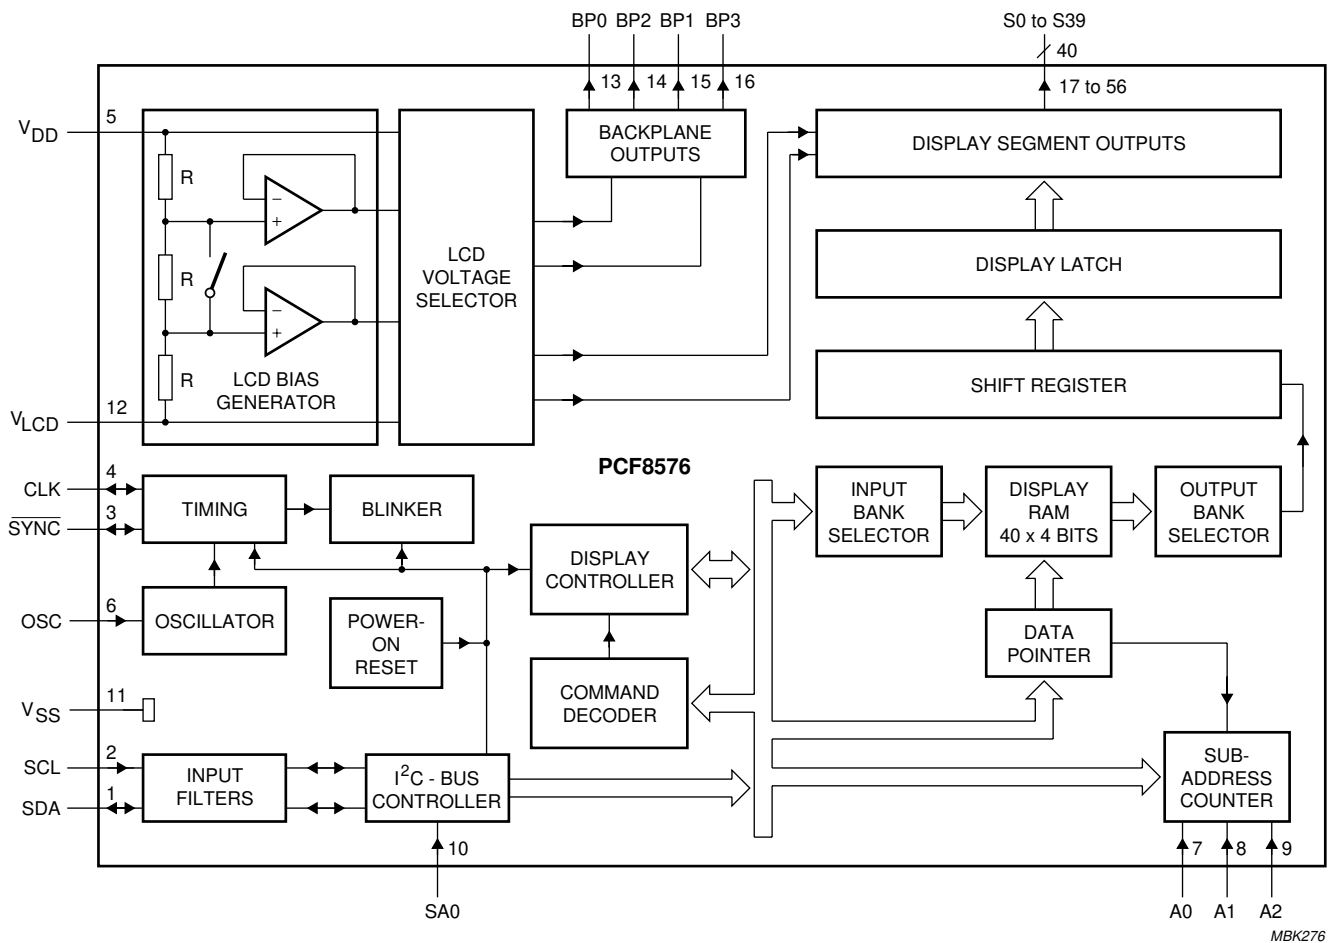 BP0 BP2 BP1 BP3
S0 to S39
40
13 14 15 16
17 to 56
VDD
5
R
R
R
−
+
−
+
LCD BIAS
GENERATOR
LCD
VOLTAGE
SELECTOR
BACKPLANE
OUTPUTS
DISPLAY SEGMENT OUTPUTS
DISPLAY LATCH
SHIFT REGISTER
VLCD
12
PCF8576
CLK
4
SYNC
3
TIMING
BLINKER
INPUT
BANK
SELECTOR
DISPLAY
RAM
40 x 4 BITS
OUTPUT
BANK
SELECTOR
DISPLAY
CONTROLLER
OSC
6
OSCILLATOR
POWER-
ON
RESET
DATA
POINTER
COMMAND
DECODER
VSS
11
SCL
2
SDA
1
INPUT
FILTERS
I2C - BUS
CONTROLLER
SUB-
ADDRESS
COUNTER
10
7 8 9
SA0
A0 A1 A2
MBK276